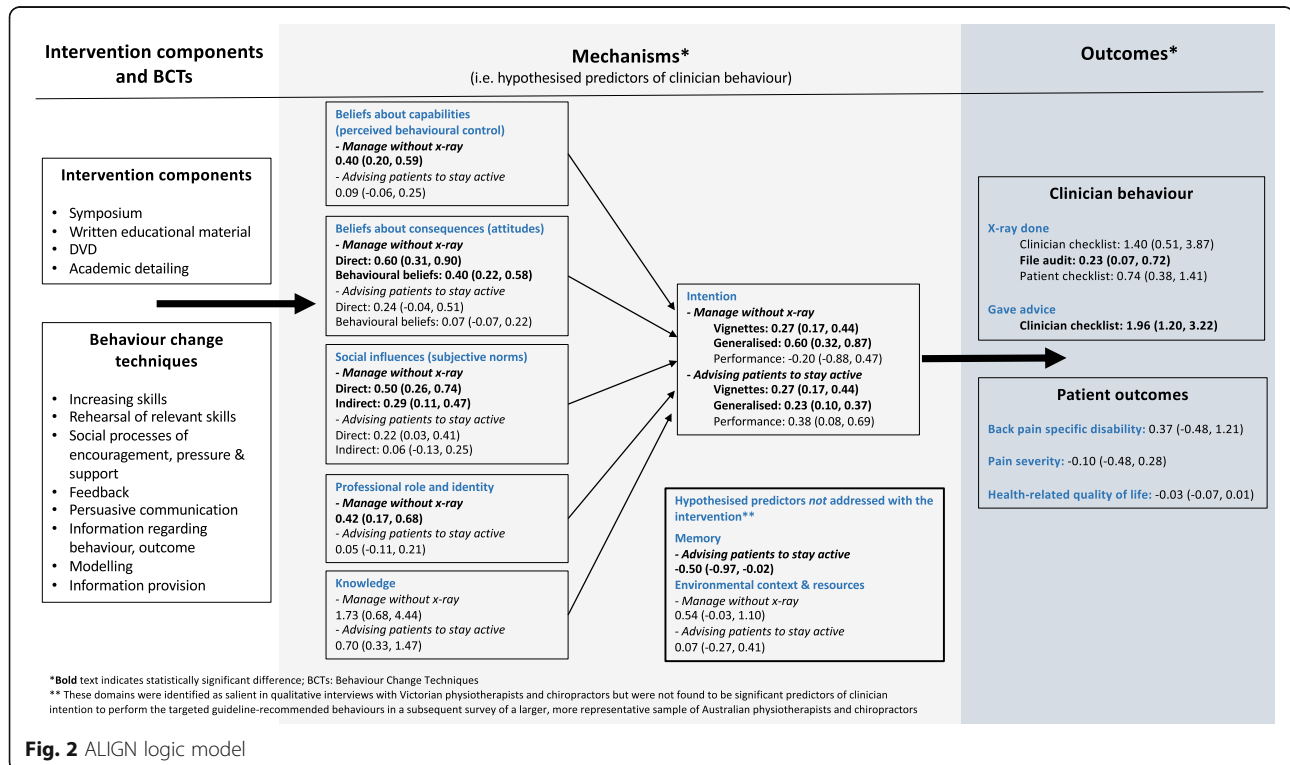 Intervention components
and BCTs
Mechanisms*
(i.e. hypothesised predictors of clinician behaviour)
Outcomes*
Intervention components
• Symposium
• Written educational material
• DVD
• Academic detailing
Behaviour change
techniques
• Increasing skills
• Rehearsal of relevant skills
• Social processes of
encouragement, pressure &
support
• Feedback
• Persuasive communication
• Information regarding
behaviour, outcome
• Modelling
• Information provision
Beliefs about capabilities
(perceived behavioural control)
- Manage without x-ray
0.40 (0.20, 0.59)
- Advising patients to stay active
0.09 (-0.06, 0.25)
Beliefs about consequences (attitudes)
- Manage without x-ray
Direct: 0.60 (0.31, 0.90)
Behavioural beliefs: 0.40 (0.22, 0.58)
- Advising patients to stay active
Direct: 0.24 (-0.04, 0.51)
Behavioural beliefs: 0.07 (-0.07, 0.22)
Social influences (subjective norms)
- Manage without x-ray
Direct: 0.50 (0.26, 0.74)
Indirect: 0.29 (0.11, 0.47)
- Advising patients to stay active
Direct: 0.22 (0.03, 0.41)
Indirect: 0.06 (-0.13, 0.25)
Professional role and identity
- Manage without x-ray
0.42 (0.17, 0.68)
- Advising patients to stay active
0.05 (-0.11, 0.21)
Knowledge
- Manage without x-ray
1.73 (0.68, 4.44)
- Advising patients to stay active
0.70 (0.33, 1.47)
Intention
- Manage without x-ray
Vignettes: 0.27 (0.17, 0.44)
Generalised: 0.60 (0.32, 0.87)
Performance: -0.20 (-0.88, 0.47)
- Advising patients to stay active
Vignettes: 0.27 (0.17, 0.44)
Generalised: 0.23 (0.10, 0.37)
Performance: 0.38 (0.08, 0.69)
Hypothesised predictors not addressed with the
intervention**
Memory
- Advising patients to stay active
-0.50 (-0.97, -0.02)
Environmental context & resources
- Manage without x-ray
0.54 (-0.03, 1.10)
- Advising patients to stay active
0.07 (-0.27, 0.41)
Clinician behaviour
X-ray done
Clinician checklist: 1.40 (0.51, 3.87)
File audit: 0.23 (0.07, 0.72)
Patient checklist: 0.74 (0.38, 1.41)
Gave advice
Clinician checklist: 1.96 (1.20, 3.22)
Patient outcomes
Back pain specific disability: 0.37 (-0.48, 1.21)
Pain severity: -0.10 (-0.48, 0.28)
Health-related quality of life: -0.03 (-0.07, 0.01)
*Bold text indicates statistically significant difference; BCTs: Behaviour Change Techniques
** These domains were identified as salient in qualitative interviews with Victorian physiotherapists and chiropractors but were not found to be significant predictors of clinician
intention to perform the targeted guideline-recommended behaviours in a subsequent survey of a larger, more representative sample of Australian physiotherapists and chiropractors
Fig. 2 ALIGN logic model